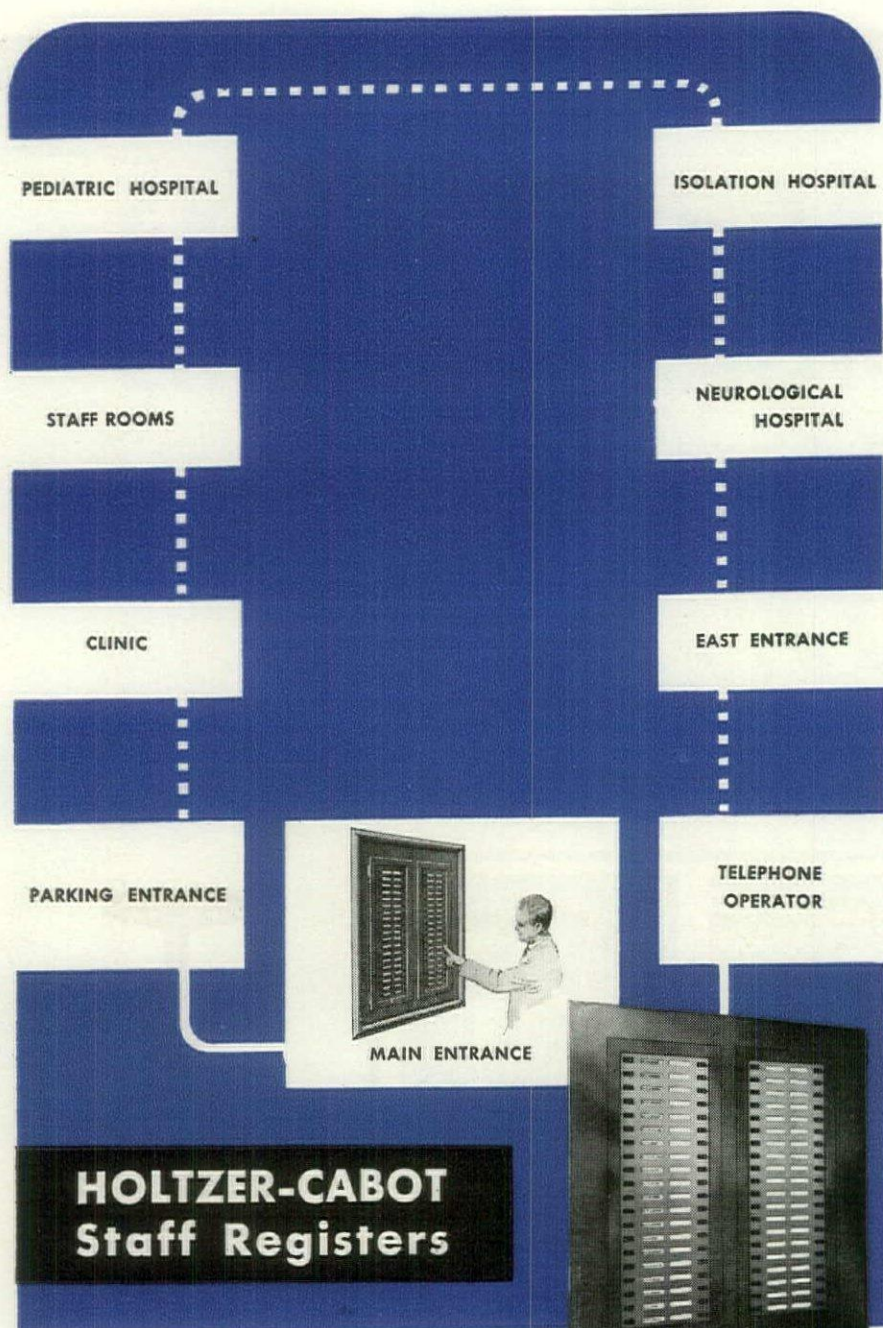 PEDIATRIC HOSPITAL
ISOLATION HOSPITAL
STAFF ROOMS
NEUROLOGICAL
HOSPITAL
CLINIC
EAST ENTRANCE
PARKING ENTRANCE
TELEPHONE
OPERATOR
MAIN ENTRANCE
HOLTZER-CABOT
Staff Registers